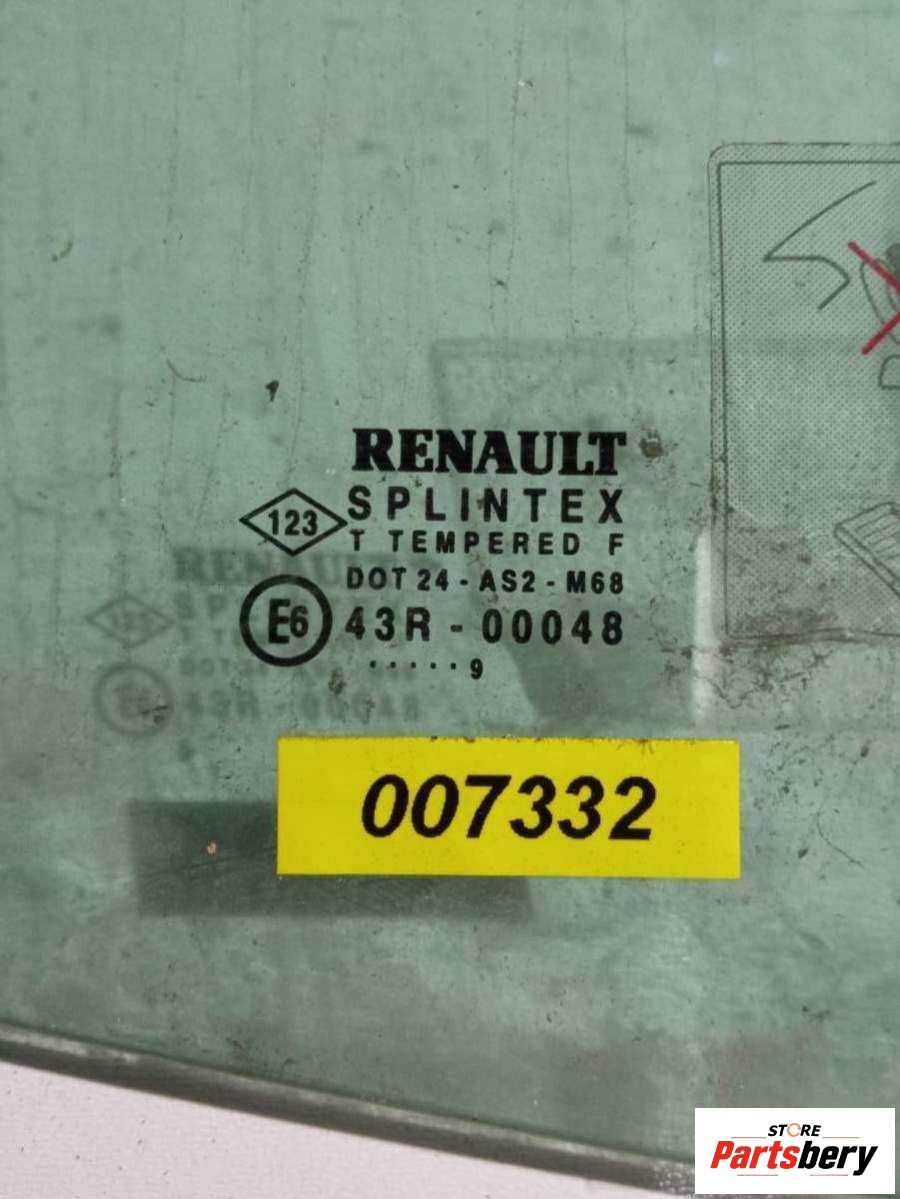 RENAULT
SPLINTEX
123
T TEMPERED F
DOT 24 - AS2 - M68
E6
43R - 00048
. . . . . 9
007332
STORE
Partsbery